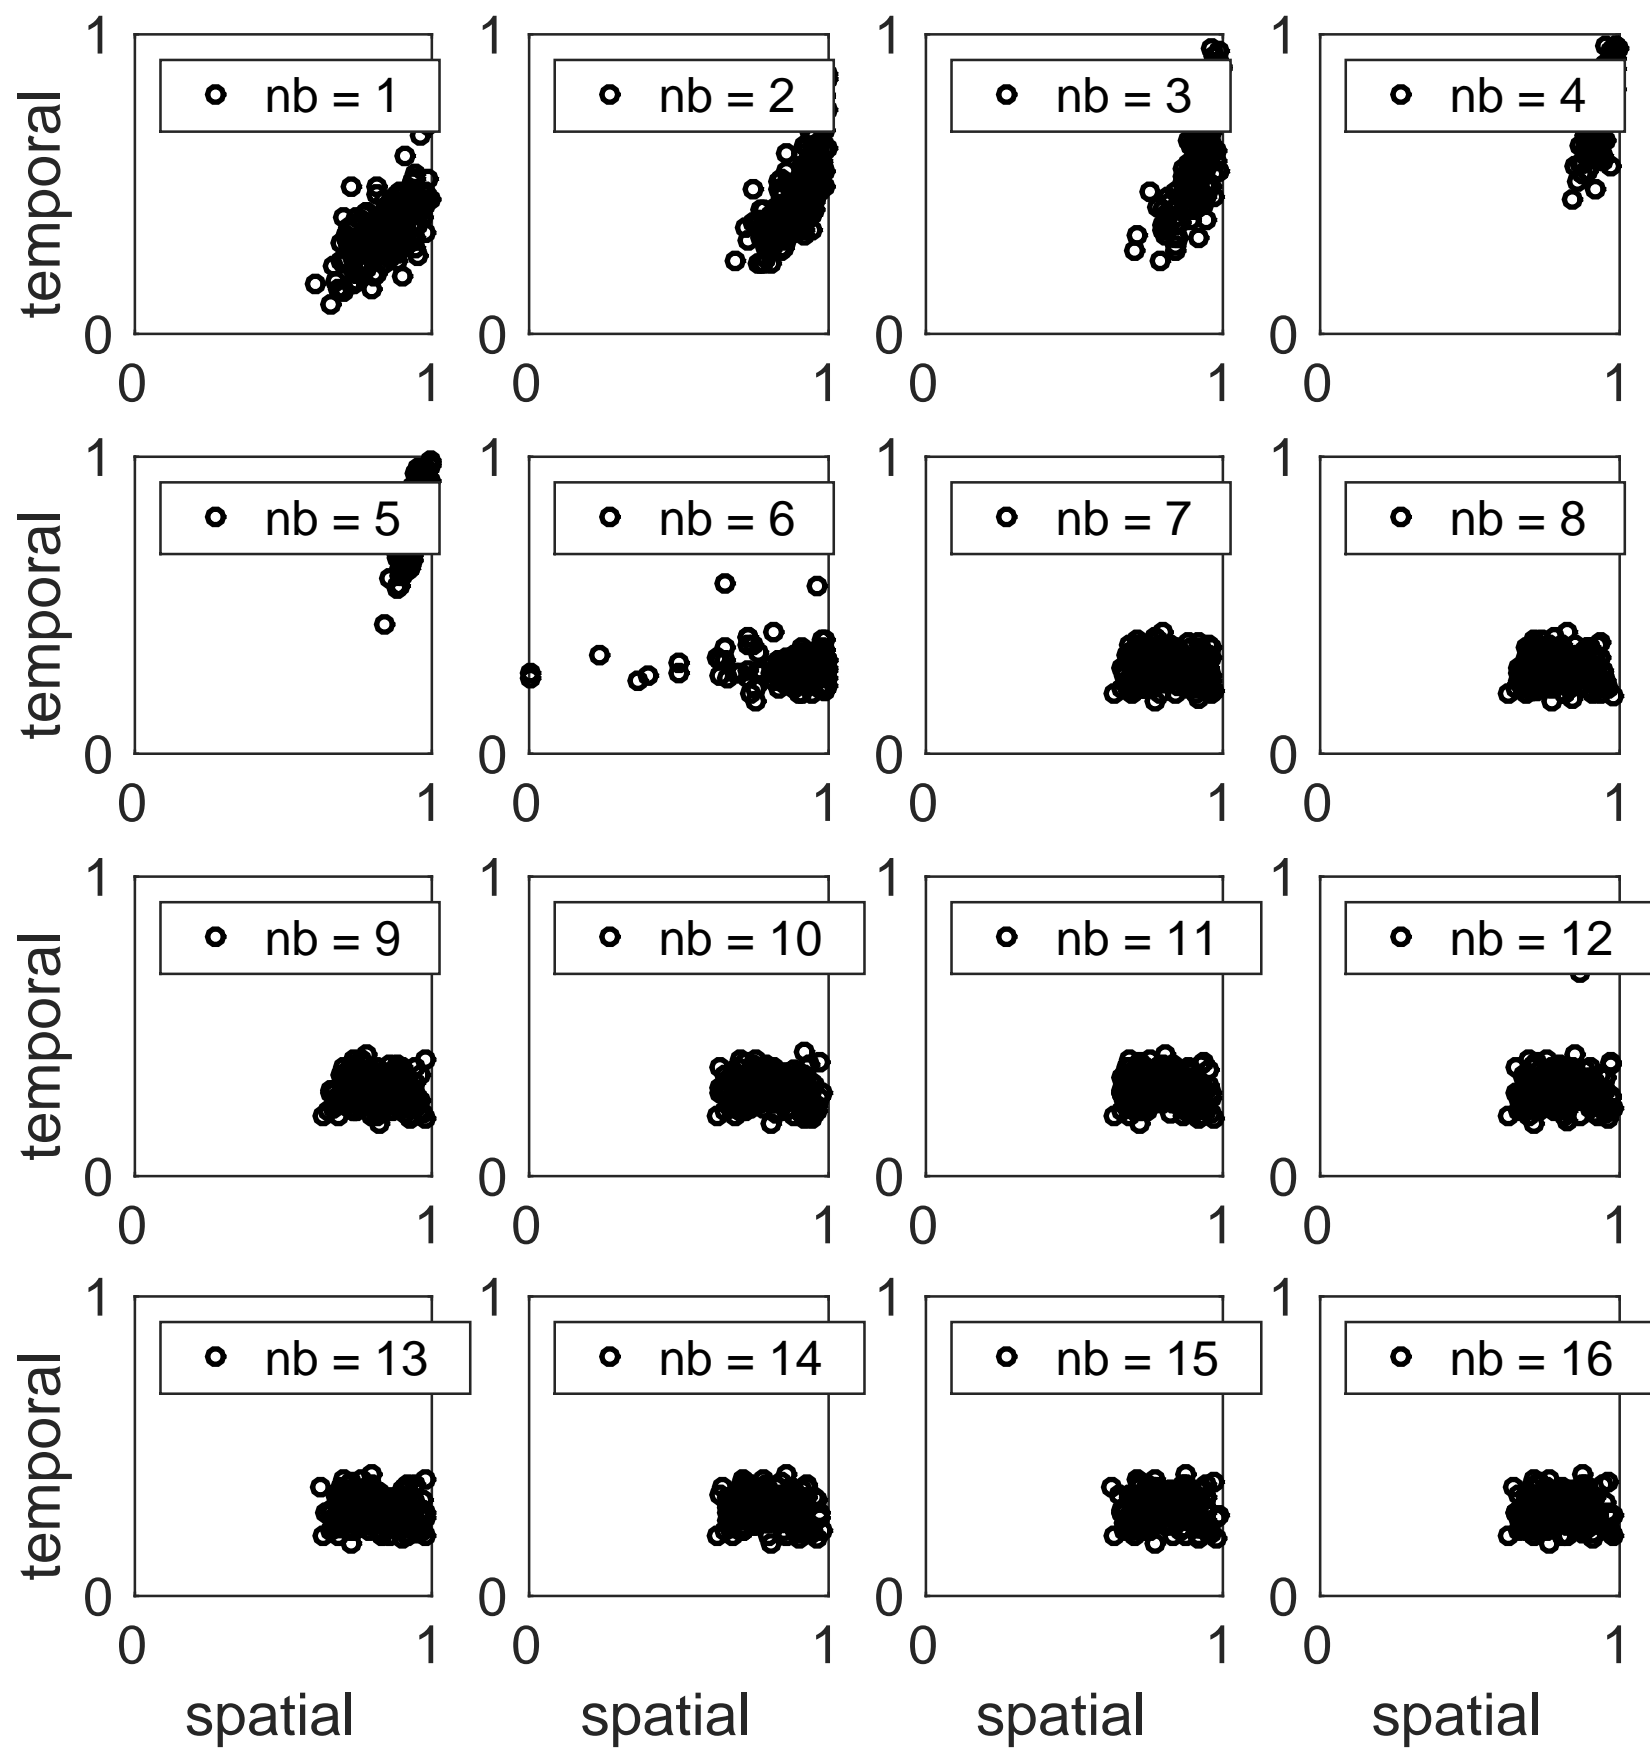 1 1 1 1
nb = 1 nb = 2 nb = 3 nb = 4
temporal
0 0 0 0
0 1 0 1 0 1 0 1
1 1 1 1
nb = 5 nb = 6 nb = 7 nb = 8
temporal
0 0 0 0
0 1 0 1 0 1 0 1
1 1 1 1
nb = 9 nb = 10 nb = 11 nb = 12
temporal
0 0 0 0
0 1 0 1 0 1 0 1
1 1 1 1
nb = 13 nb = 14 nb = 15 nb = 16
temporal
0 0 0 0
0 1 0 1 0 1 0 1
spatial spatial spatial spatial